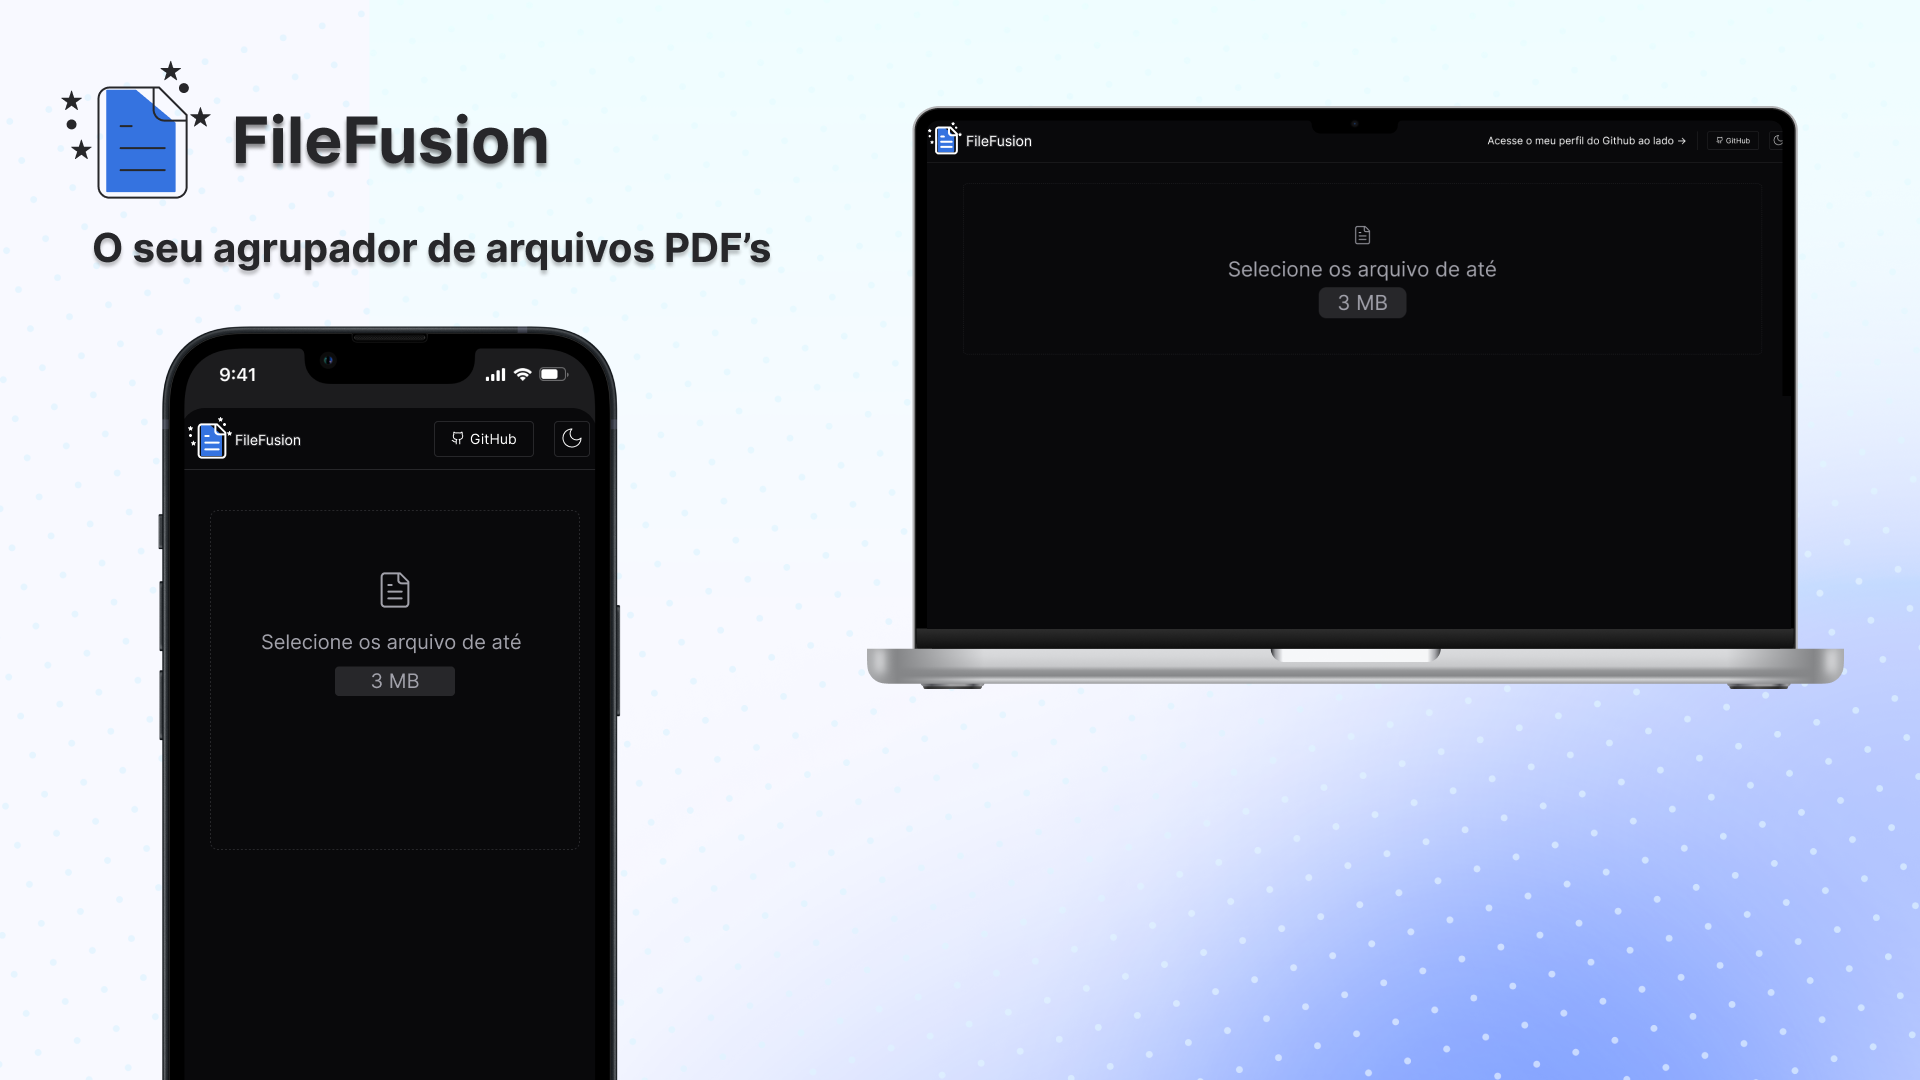 FileFusion
O seu agrupador de arquivos PDF’s
9:41
FileFusion
GitHub
Selecione os arquivo de até
3 MB
FileFusion
Acesse o meu perfil do Github ao lado →
GitHub
Selecione os arquivo de até
3 MB